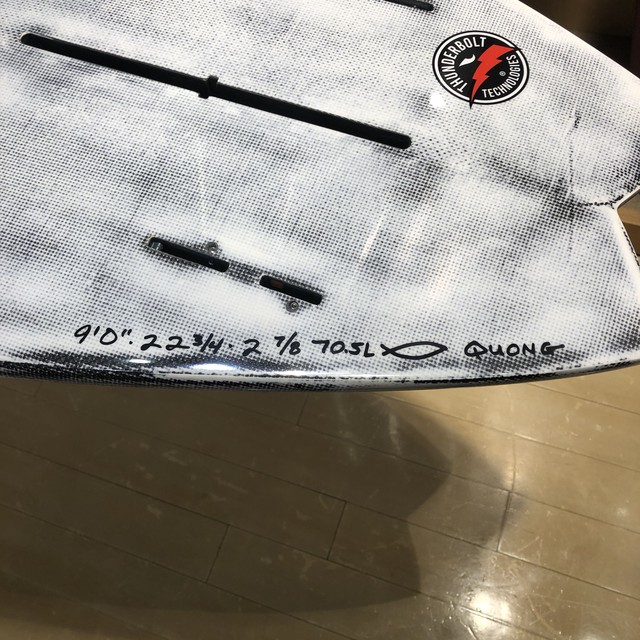 THUNDERBOLT
TECHNOLOGIES
®
9'0". 22 3/4. 2 7/8 70.5L QUONG